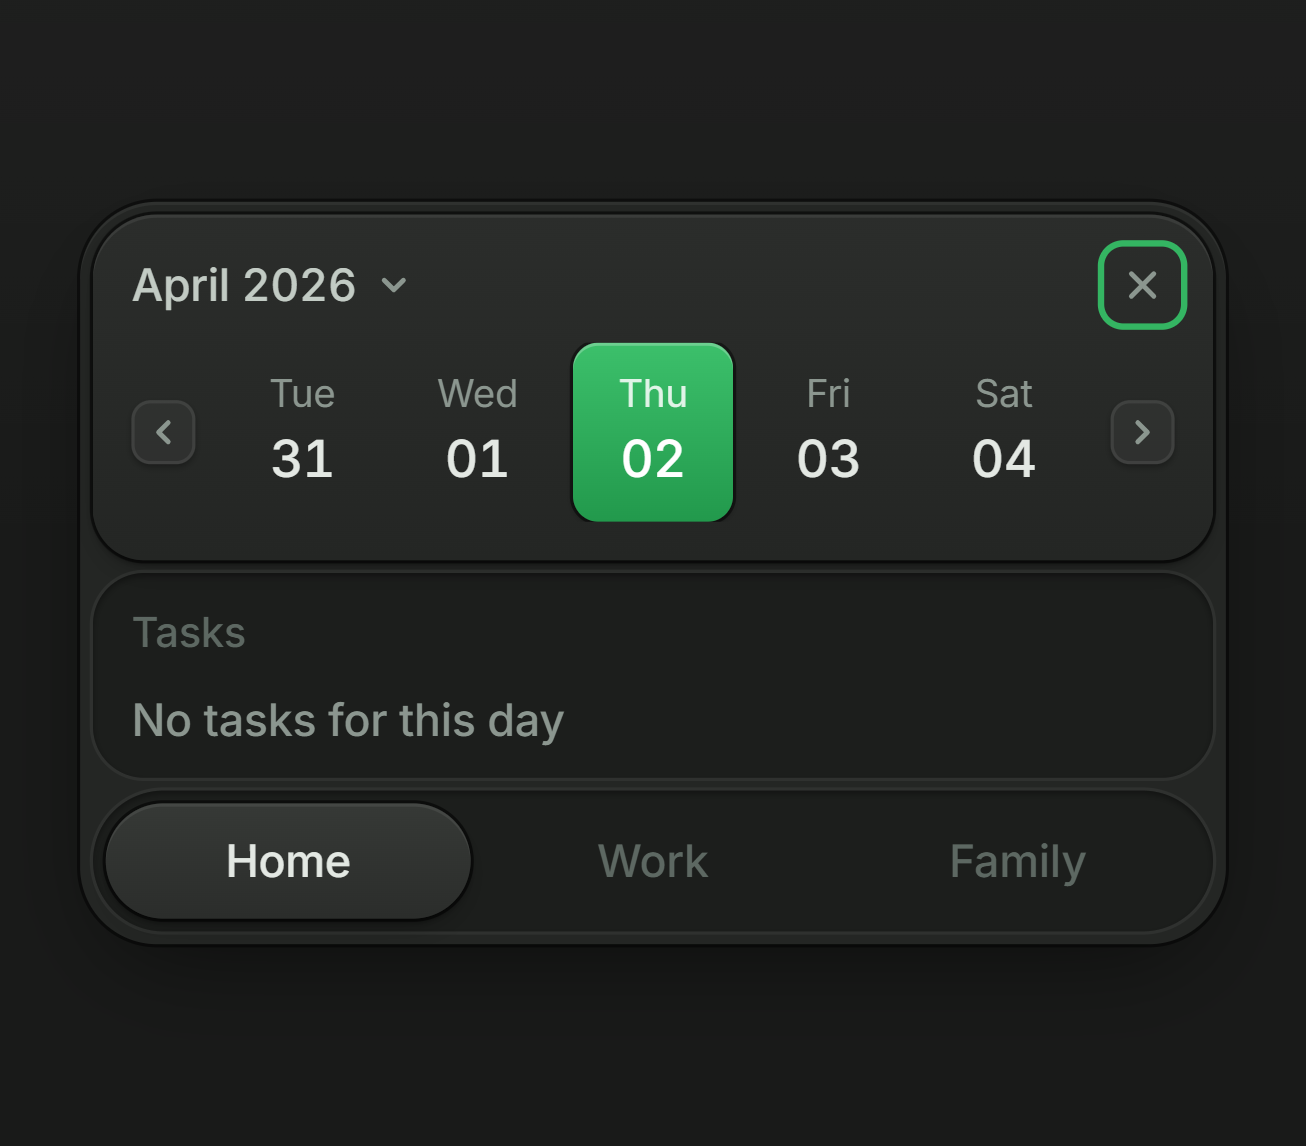 April 2026
Tue Wed Thu Fri Sat
31 01 02 03 04
Tasks
No tasks for this day
Home Work Family